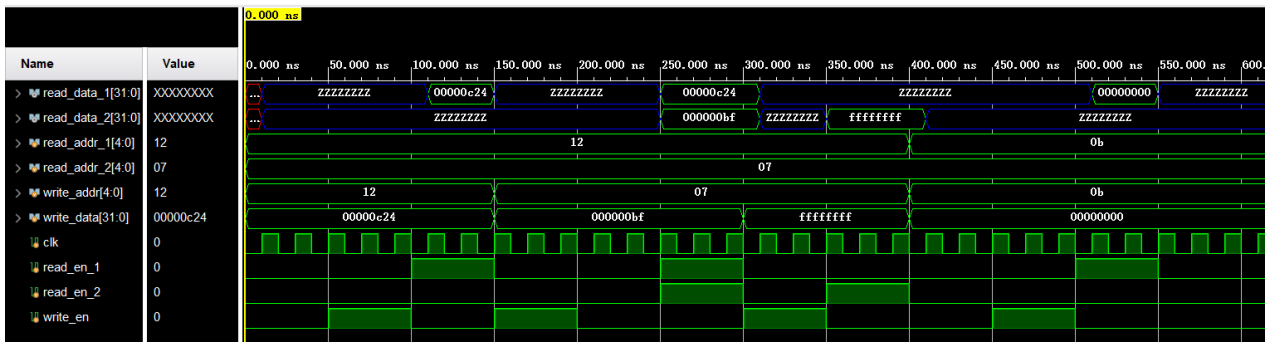 0.000 ns
Name Value 0.000 ns 50.000 ns 100.000 ns 150.000 ns 200.000 ns 250.000 ns 300.000 ns 350.000 ns 400.000 ns 450.000 ns 500.000 ns 550.000 ns 600.
read_data_1[31:0] XXXXXXXX ... ZZZZZZZZ 00000c24 ZZZZZZZZ 00000c24 ZZZZZZZZ 00000000 ZZZZZZZZ
read_data_2[31:0] XXXXXXXX ... ZZZZZZZZ 000000bf ZZZZZZZZ ffffffff ZZZZZZZZ
read_addr_1[4:0] 12 12 0b
read_addr_2[4:0] 07 07
write_addr[4:0] 12 12 07 0b
write_data[31:0] 00000c24 00000c24 000000bf ffffffff 00000000
clk 0
read_en_1 0
read_en_2 0
write_en 0